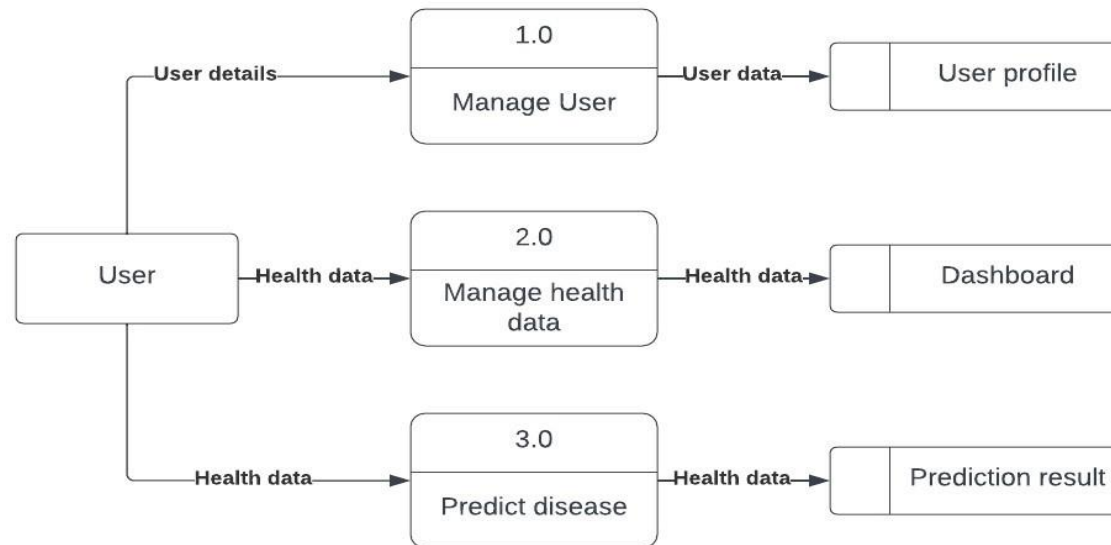 1.0
User details
Manage User
User data
User profile
User
Health data
2.0
Manage health
data
Health data
Dashboard
Health data
3.0
Predict disease
Health data
Prediction result